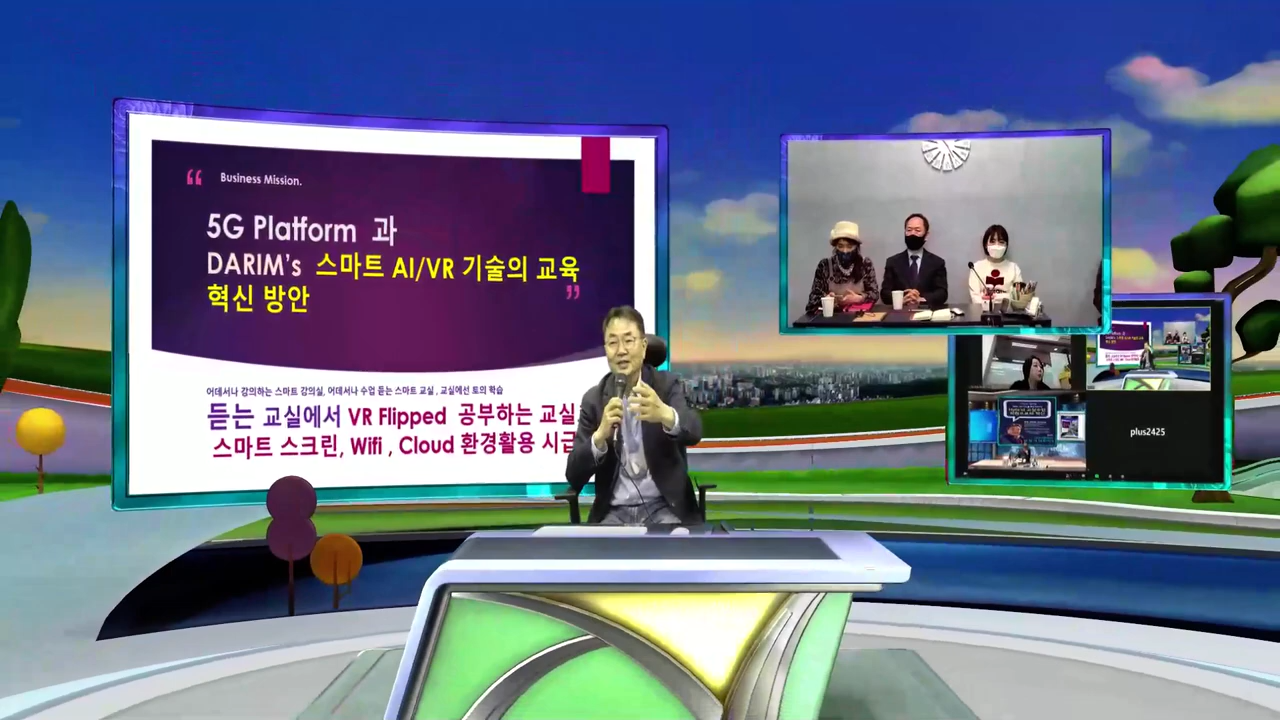 “ Business Mission.
5G Platform 과
DARIM's 스마트 AI/VR 기술의 교육
혁신 방안 ”
어데서나 강의하는 스마트 강의실, 어데서나 수업 듣는 스마트 교실 , 교실에선 토의 학습
듣는 교실에서 VR Flipped 공부하는 교실
스마트 스크린, Wifi , Cloud 환경활용 시급
plus2425